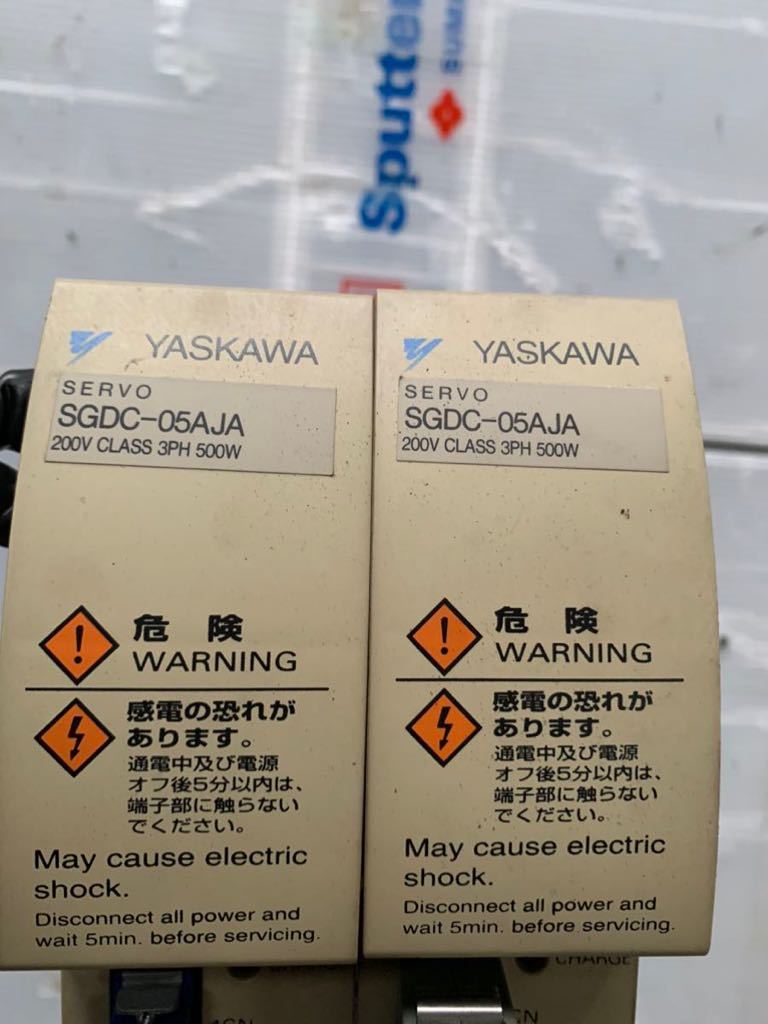 Sputter
YASKAWA
SERVO
SGDC-05AJA
200V CLASS 3PH 500W
危 険
WARNING
感電の恐れが
あります。
通電中及び電源
オフ後5分以内は、
端子部に触らない
でください。
May cause electric
shock.
Disconnect all power and
wait 5min. before servicing.
YASKAWA
SERVO
SGDC-05AJA
200V CLASS 3PH 500W
危 険
WARNING
感電の恐れが
あります。
通電中及び電源
オフ後5分以内は、
端子部に触らない
でください。
May cause electric
shock.
Disconnect all power and
wait 5min. before servicing.
CHARGE